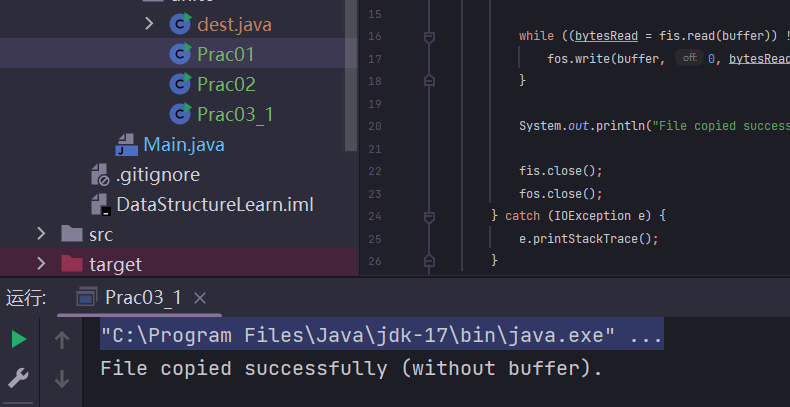 dest.java
Prac01
Prac02
Prac03_1
Main.java
.gitignore
DataStructureLearn.iml
src
target
15
16 while ((bytesRead = fis.read(buffer)) !
17 fos.write(buffer, off: 0, bytesRead
18 }
19
20 System.out.println("File copied success
21
22 fis.close();
23 fos.close();
24 } catch (IOException e) {
25 e.printStackTrace();
26 }
运行: Prac03_1
"C:\Program Files\Java\jdk-17\bin\java.exe" ...
File copied successfully (without buffer).